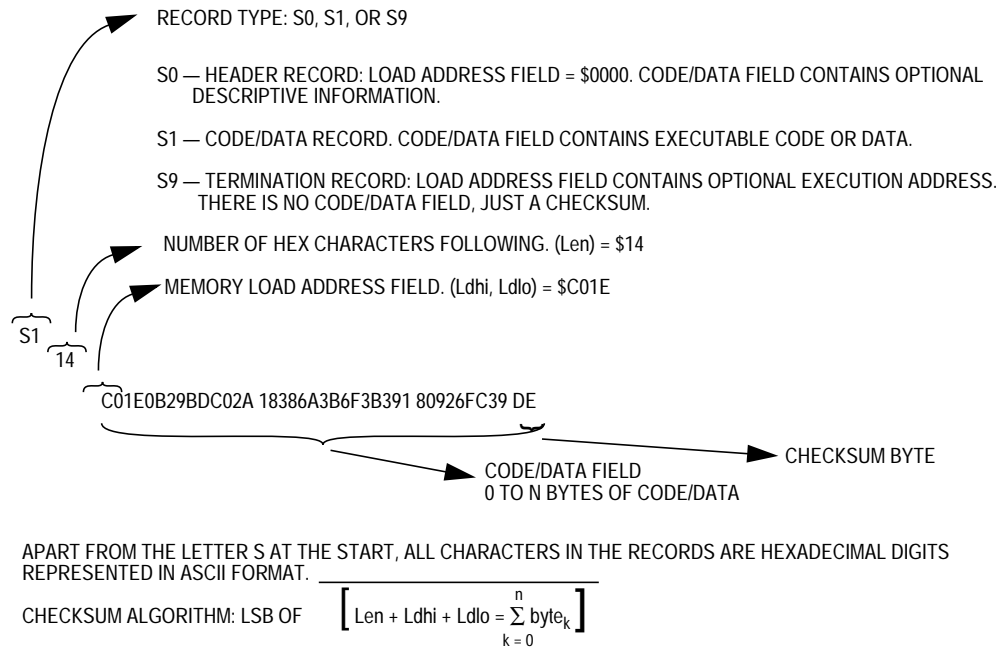 RECORD TYPE: S0, S1, OR S9
S0 — HEADER RECORD: LOAD ADDRESS FIELD = $0000. CODE/DATA FIELD CONTAINS OPTIONAL
DESCRIPTIVE INFORMATION.
S1 — CODE/DATA RECORD. CODE/DATA FIELD CONTAINS EXECUTABLE CODE OR DATA.
S9 — TERMINATION RECORD: LOAD ADDRESS FIELD CONTAINS OPTIONAL EXECUTION ADDRESS.
THERE IS NO CODE/DATA FIELD, JUST A CHECKSUM.
NUMBER OF HEX CHARACTERS FOLLOWING. (Len) = $14
MEMORY LOAD ADDRESS FIELD. (Ldhi, Ldlo) = $C01E
S1
14
C01E0B29BDC02A 18386A3B6F3B391 80926FC39 DE
CHECKSUM BYTE
CODE/DATA FIELD
0 TO N BYTES OF CODE/DATA
APART FROM THE LETTER S AT THE START, ALL CHARACTERS IN THE RECORDS ARE HEXADECIMAL DIGITS
REPRESENTED IN ASCII FORMAT.
n
CHECKSUM ALGORITHM: LSB OF [ Len + Ldhi + Ldlo = Σ byte_k ]
k = 0